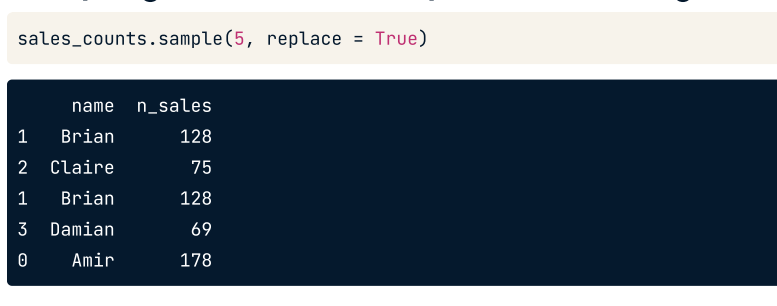 sales_counts.sample(5, replace = True)
name n_sales
1 Brian 128
2 Claire 75
1 Brian 128
3 Damian 69
0 Amir 178